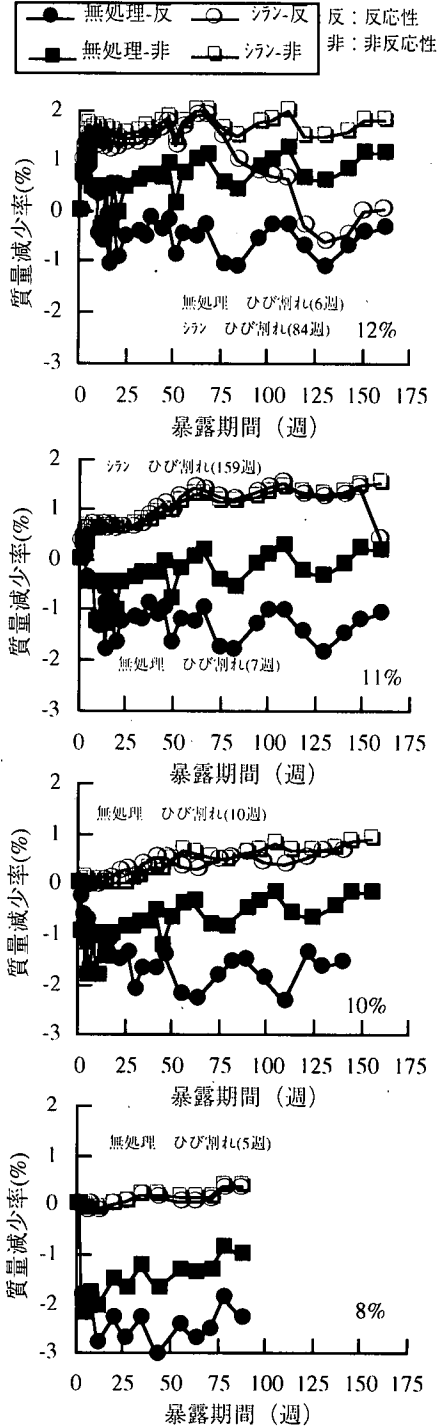 無処理-反 シラン-反 反：反応性
無処理-非 シラン-非 非：非反応性
2
1
0
-1
-2
-3
質量減少率(%)
無処理 ひび割れ(6週)
シラン ひび割れ(84週) 12%
0 25 50 75 100 125 150 175
暴露期間（週）
2
1
0
-1
-2
-3
質量減少率(%)
シラン ひび割れ(159週)
無処理 ひび割れ(7週)
11%
0 25 50 75 100 125 150 175
暴露期間（週）
2
1
0
-1
-2
-3
質量減少率(%)
無処理 ひび割れ(10週)
10%
0 25 50 75 100 125 150 175
暴露期間（週）
2
1
0
-1
-2
-3
質量減少率(%)
無処理 ひび割れ(5週)
8%
0 25 50 75 100 125 150 175
暴露期間（週）